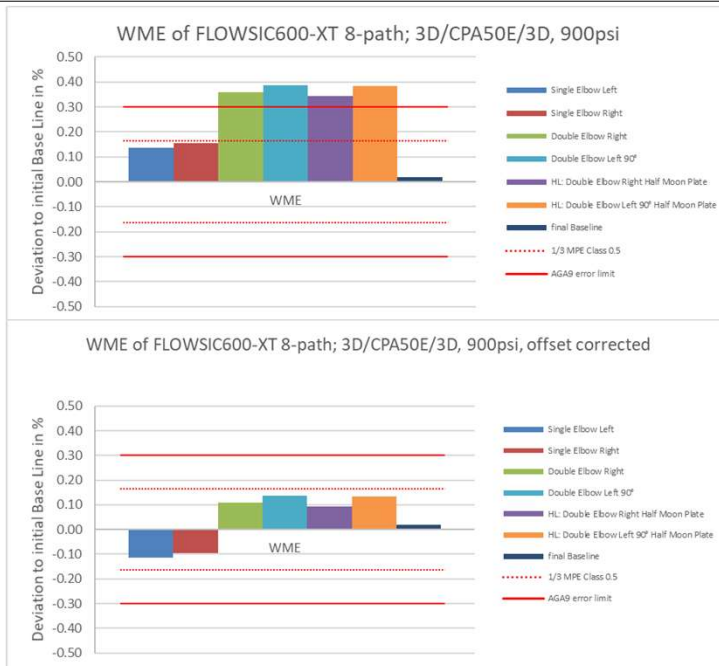 WME of FLOWSIC600-XT 8-path; 3D/CPA50E/3D, 900psi
Deviation to initial Base Line in %
0.50
0.40
0.30
0.20
0.10
0.00
-0.10
-0.20
-0.30
-0.40
-0.50
WME
Single Elbow Left
Single Elbow Right
Double Elbow Right
Double Elbow Left 90°
HL: Double Elbow Right Half Moon Plate
HL: Double Elbow Left 90° Half Moon Plate
final Baseline
1/3 MPE Class 0.5
AGA9 error limit
WME of FLOWSIC600-XT 8-path; 3D/CPA50E/3D, 900psi, offset corrected
Deviation to initial Base Line in %
0.50
0.40
0.30
0.20
0.10
0.00
-0.10
-0.20
-0.30
-0.40
-0.50
WME
Single Elbow Left
Single Elbow Right
Double Elbow Right
Double Elbow Left 90°
HL: Double Elbow Right Half Moon Plate
HL: Double Elbow Left 90° Half Moon Plate
final Baseline
1/3 MPE Class 0.5
AGA9 error limit